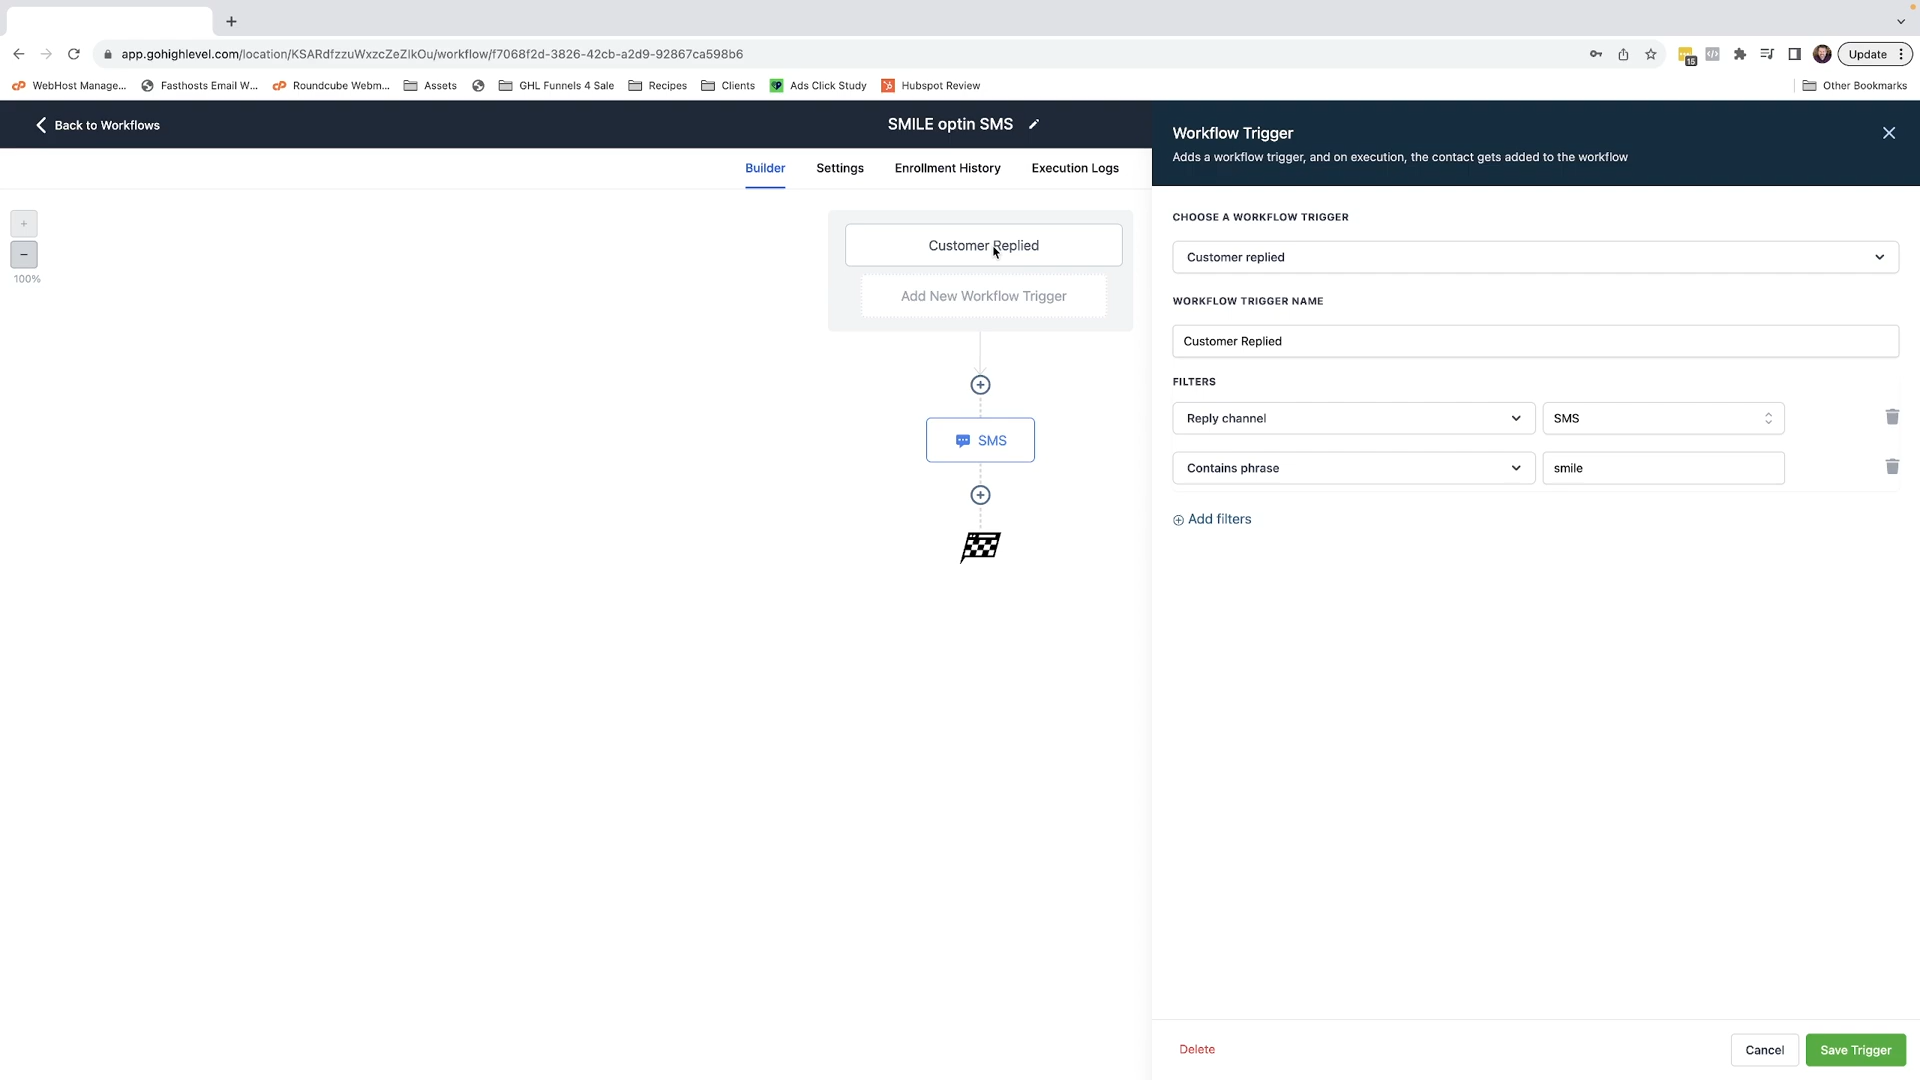 app.gohighlevel.com/location/KSARdfzzuWxzcZeZlkOu/workflow/f7068f2d-3826-42cb-a2d9-92867ca598b6
15
Update
WebHost Manage...
Fasthosts Email W...
Roundcube Webm...
Assets
GHL Funnels 4 Sale
Recipes
Clients
Ads Click Study
Hubspot Review
Other Bookmarks
Back to Workflows
SMILE optin SMS
Builder
Settings
Enrollment History
Execution Logs
100%
Customer Replied
Add New Workflow Trigger
SMS
Workflow Trigger
Adds a workflow trigger, and on execution, the contact gets added to the workflow
CHOOSE A WORKFLOW TRIGGER
Customer replied
WORKFLOW TRIGGER NAME
Customer Replied
FILTERS
Reply channel
SMS
Contains phrase
smile
Add filters
Delete
Cancel
Save Trigger